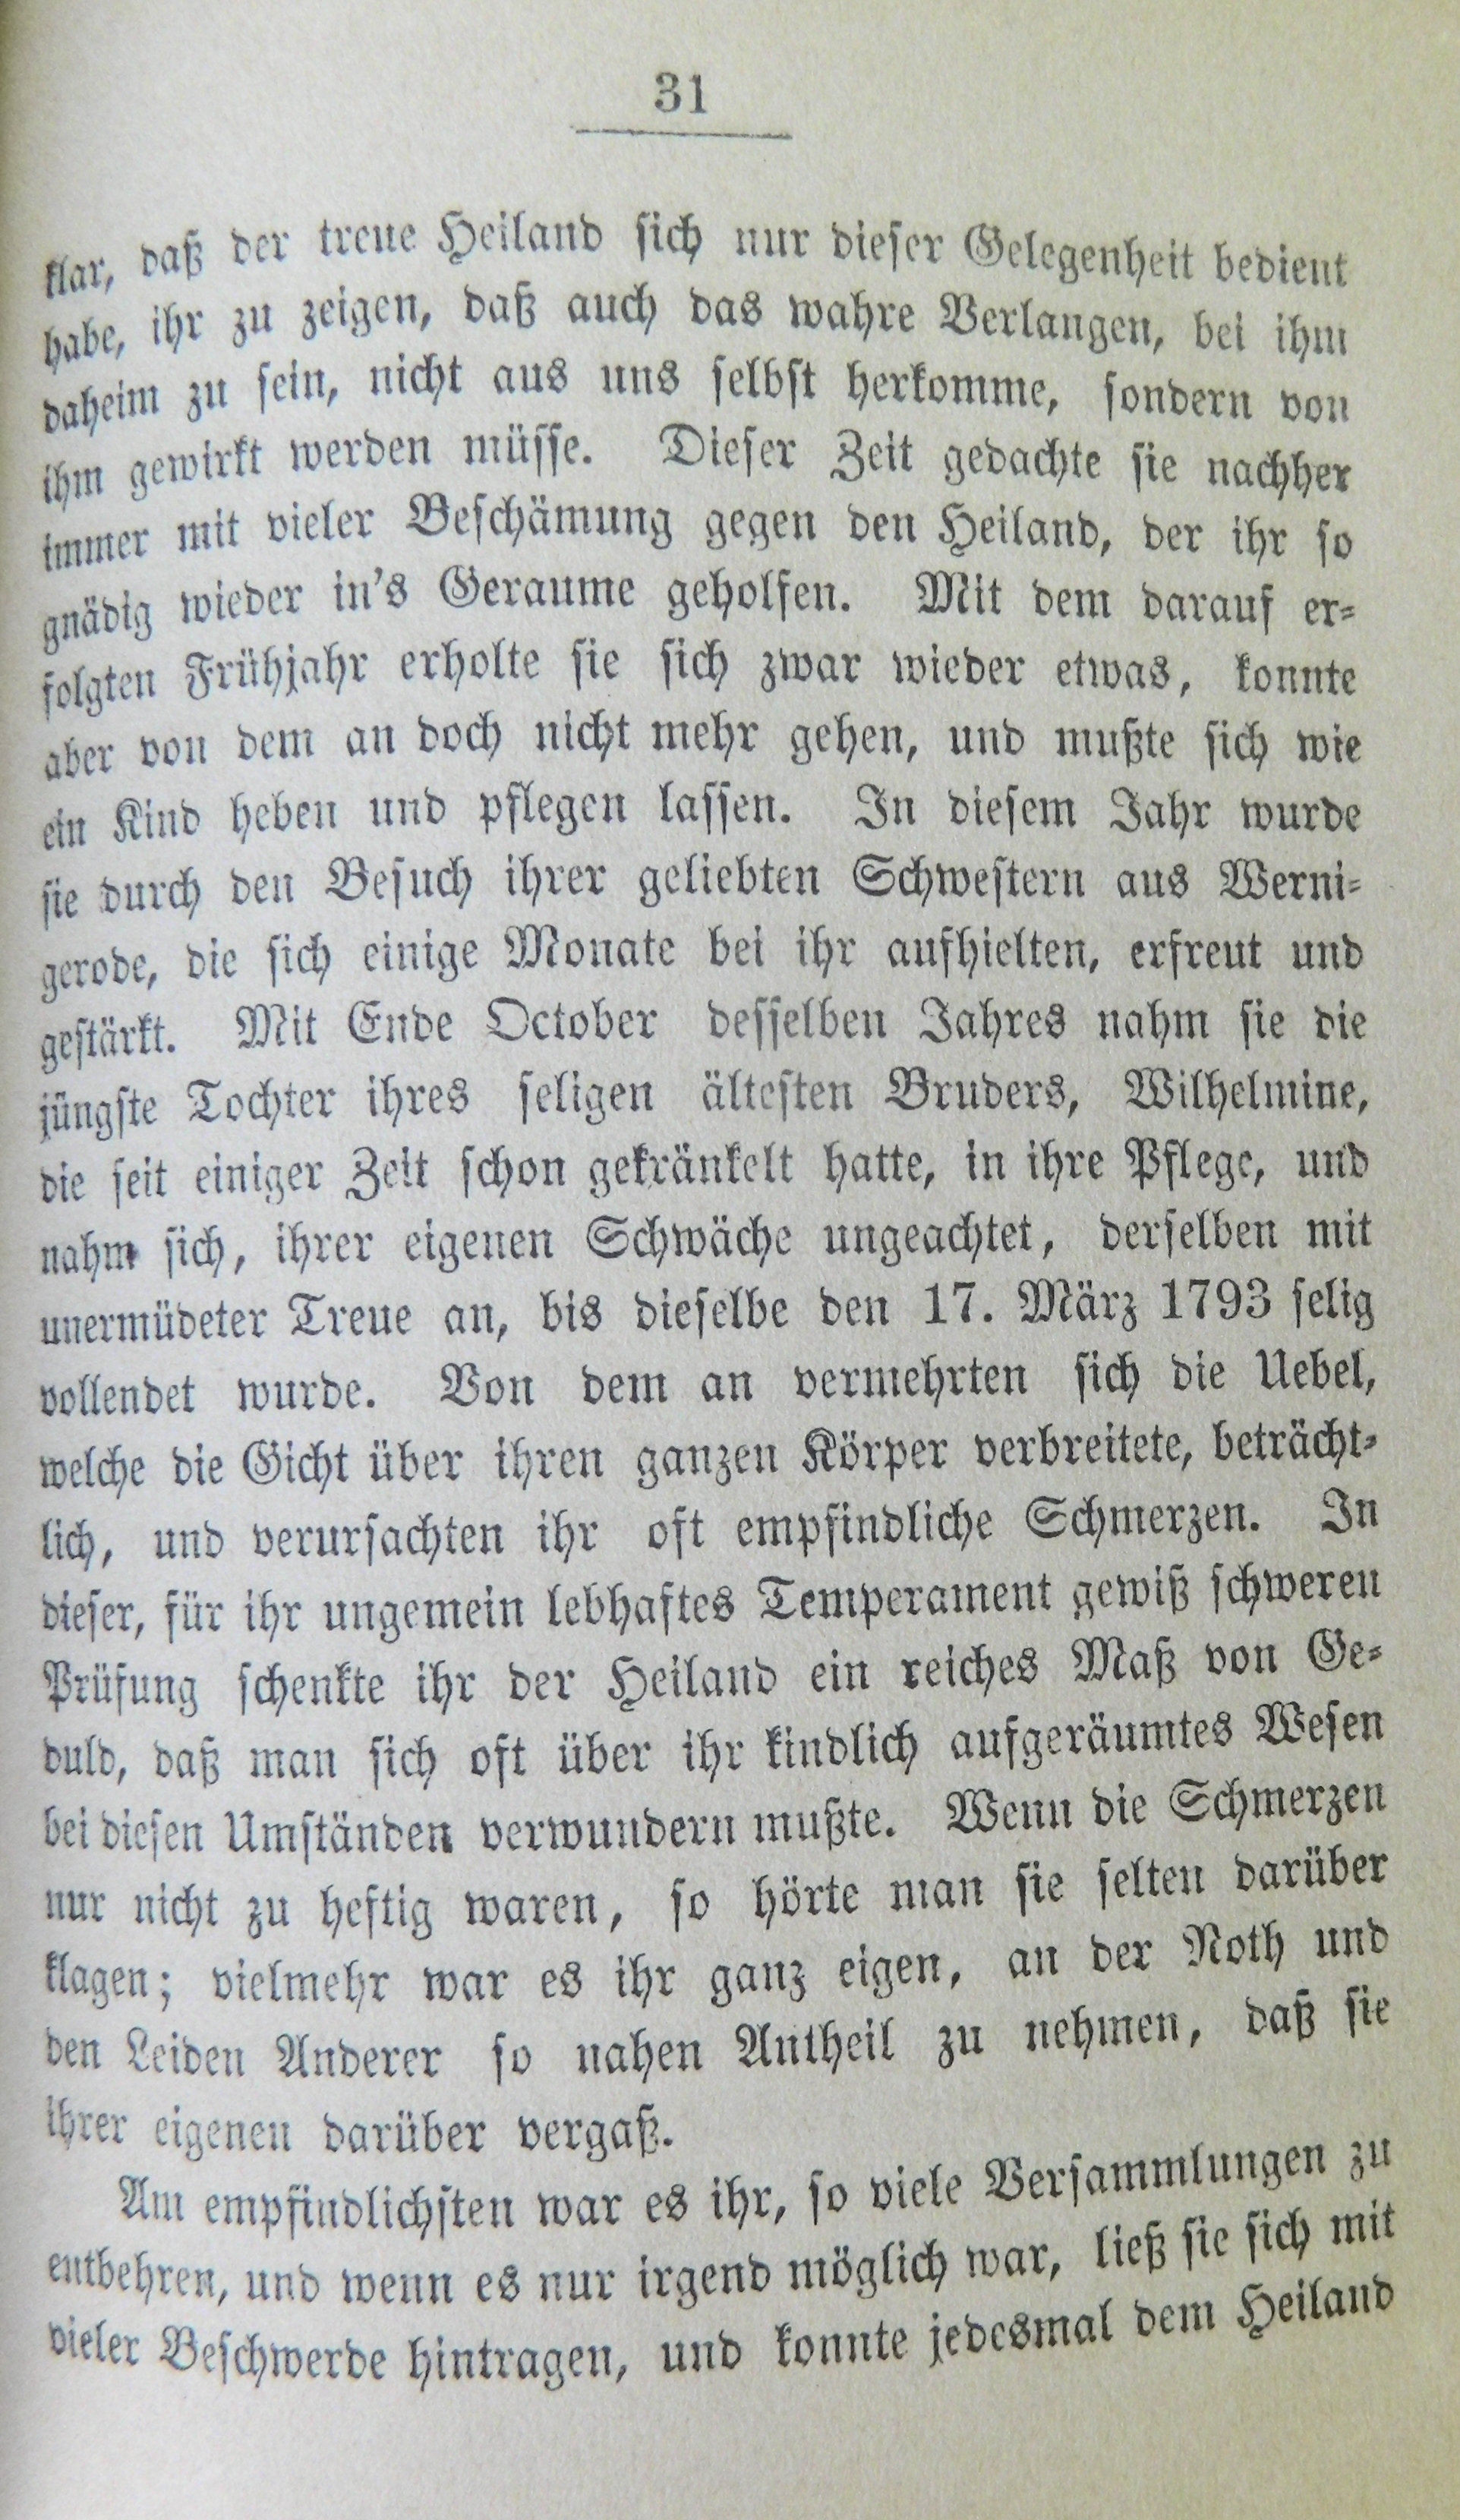 31
klar, daß der treue Heiland sich nur dieser Gelegenheit bedient
habe, ihr zu zeigen, daß auch das wahre Verlangen, bei ihm
daheim zu sein, nicht aus uns selbst herkomme, sondern von
ihm gewirkt werden müsse. Dieser Zeit gedachte sie nachher
immer mit vieler Beschämung gegen den Heiland, der ihr so
gnädig wieder in's Geraume geholfen. Mit dem darauf er-
folgten Frühjahr erholte sie sich zwar wieder etwas, konnte
aber von dem an doch nicht mehr gehen, und mußte sich wie
ein Kind heben und pflegen lassen. In diesem Jahr wurde
sie durch den Besuch ihrer geliebten Schwestern aus Werni-
gerode, die sich einige Monate bei ihr aufhielten, erfreut und
gestärkt. Mit Ende October desselben Jahres nahm sie die
jüngste Tochter ihres seligen ältesten Bruders, Wilhelmine,
die seit einiger Zeit schon gekränkelt hatte, in ihre Pflege, und
nahm sich, ihrer eigenen Schwäche ungeachtet, derselben mit
unermüdeter Treue an, bis dieselbe den 17. März 1793 selig
vollendet wurde. Von dem an vermehrten sich die Uebel,
welche die Gicht über ihren ganzen Körper verbreitete, beträcht-
lich, und verursachten ihr oft empfindliche Schmerzen. In
dieser, für ihr ungemein lebhaftes Temperament gewiß schweren
Prüfung schenkte ihr der Heiland ein reiches Maß von Ge-
duld, daß man sich oft über ihr kindlich aufgeräumtes Wesen
bei diesen Umständen verwundern mußte. Wenn die Schmerzen
nur nicht zu heftig waren, so hörte man sie selten darüber
klagen; vielmehr war es ihr ganz eigen, an der Noth und
den Leiden Anderer so nahen Antheil zu nehmen, daß sie
ihrer eigenen darüber vergaß.
Am empfindlichsten war es ihr, so viele Versammlungen zu
entbehren, und wenn es nur irgend möglich war, ließ sie sich mit
vieler Beschwerde hintragen, und konnte jedesmal dem Heiland